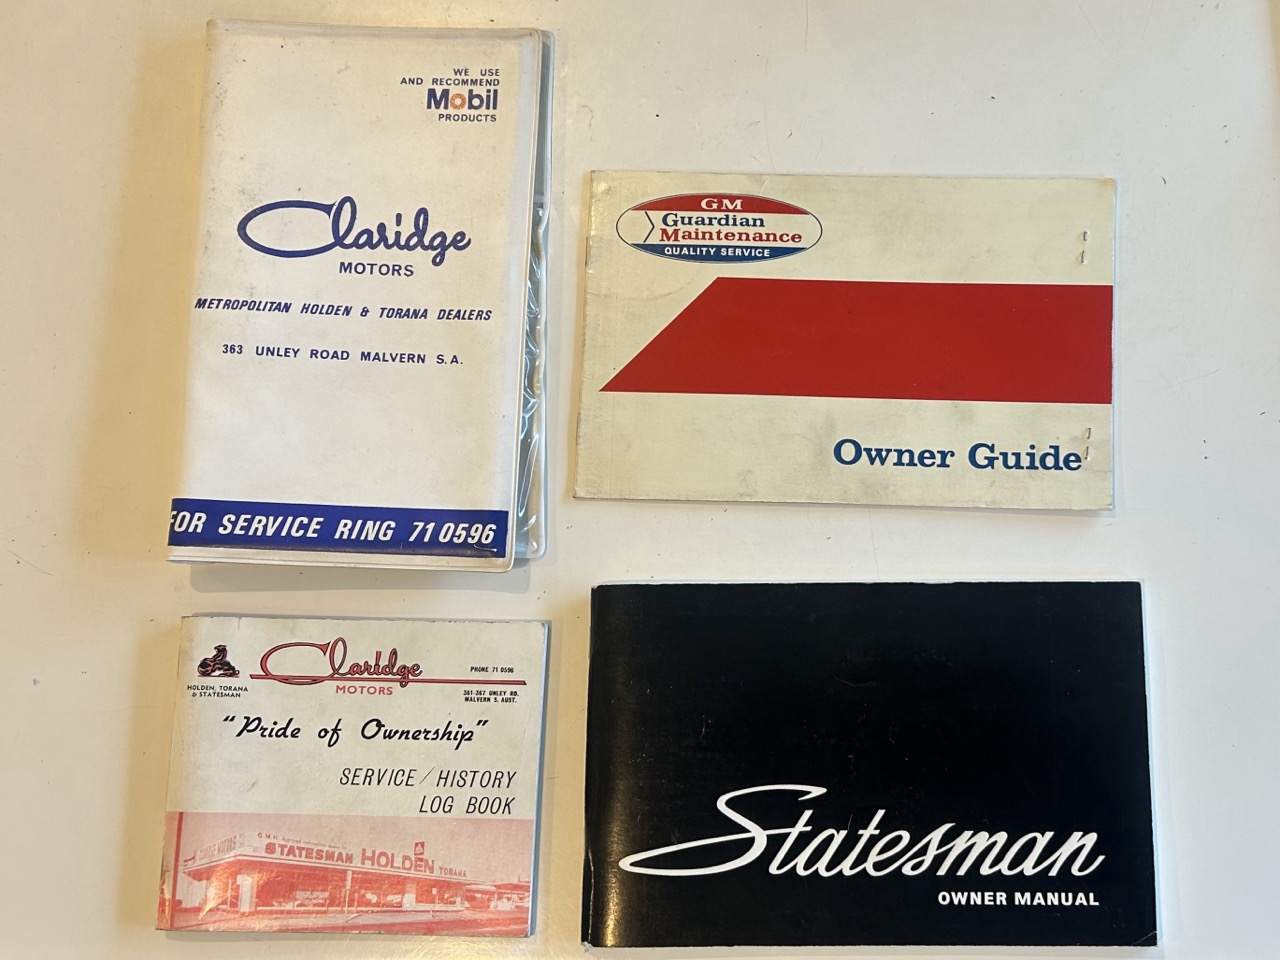 WE USE
AND RECOMMEND
Mobil
PRODUCTS
Claridge
MOTORS
METROPOLITAN HOLDEN & TORANA DEALERS
363 UNLEY ROAD MALVERN S.A.
FOR SERVICE RING 71 0596
GM
Guardian
Maintenance
QUALITY SERVICE
Owner Guide
HOLDEN, TORANA
& STATESMAN
Claridge
MOTORS
PHONE 71 0596
361-367 UNLEY RD.
MALVERN S. AUST.
"Pride of Ownership"
SERVICE/HISTORY
LOG BOOK
STATESMAN HOLDEN TORANA
Statesman
OWNER MANUAL